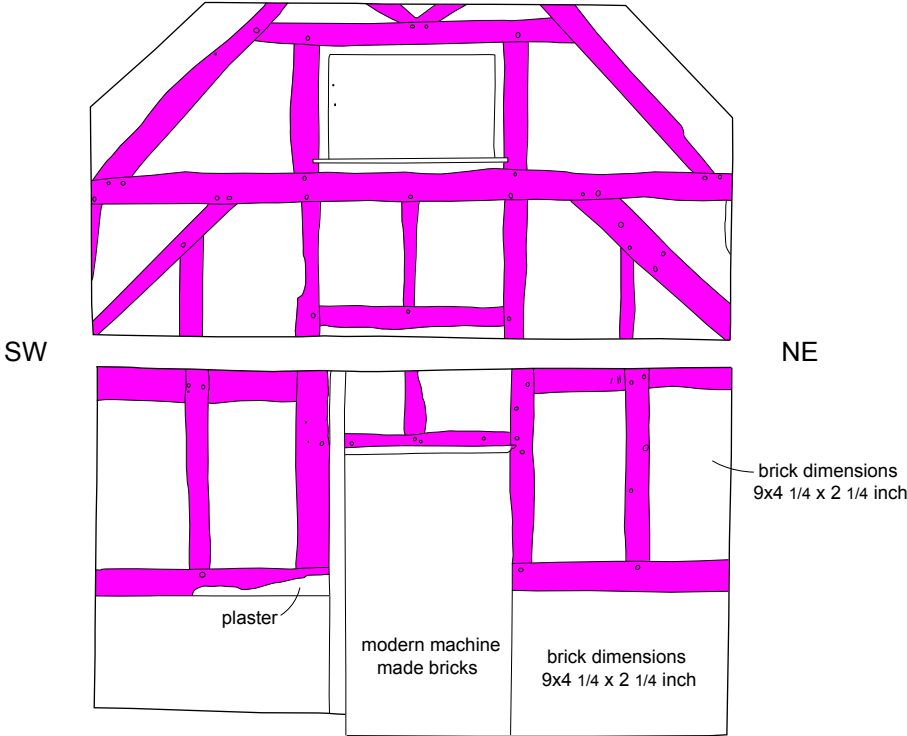 SW
NE
brick dimensions
9x4 1/4 x 2 1/4 inch
plaster
modern machine
made bricks
brick dimensions
9x4 1/4 x 2 1/4 inch